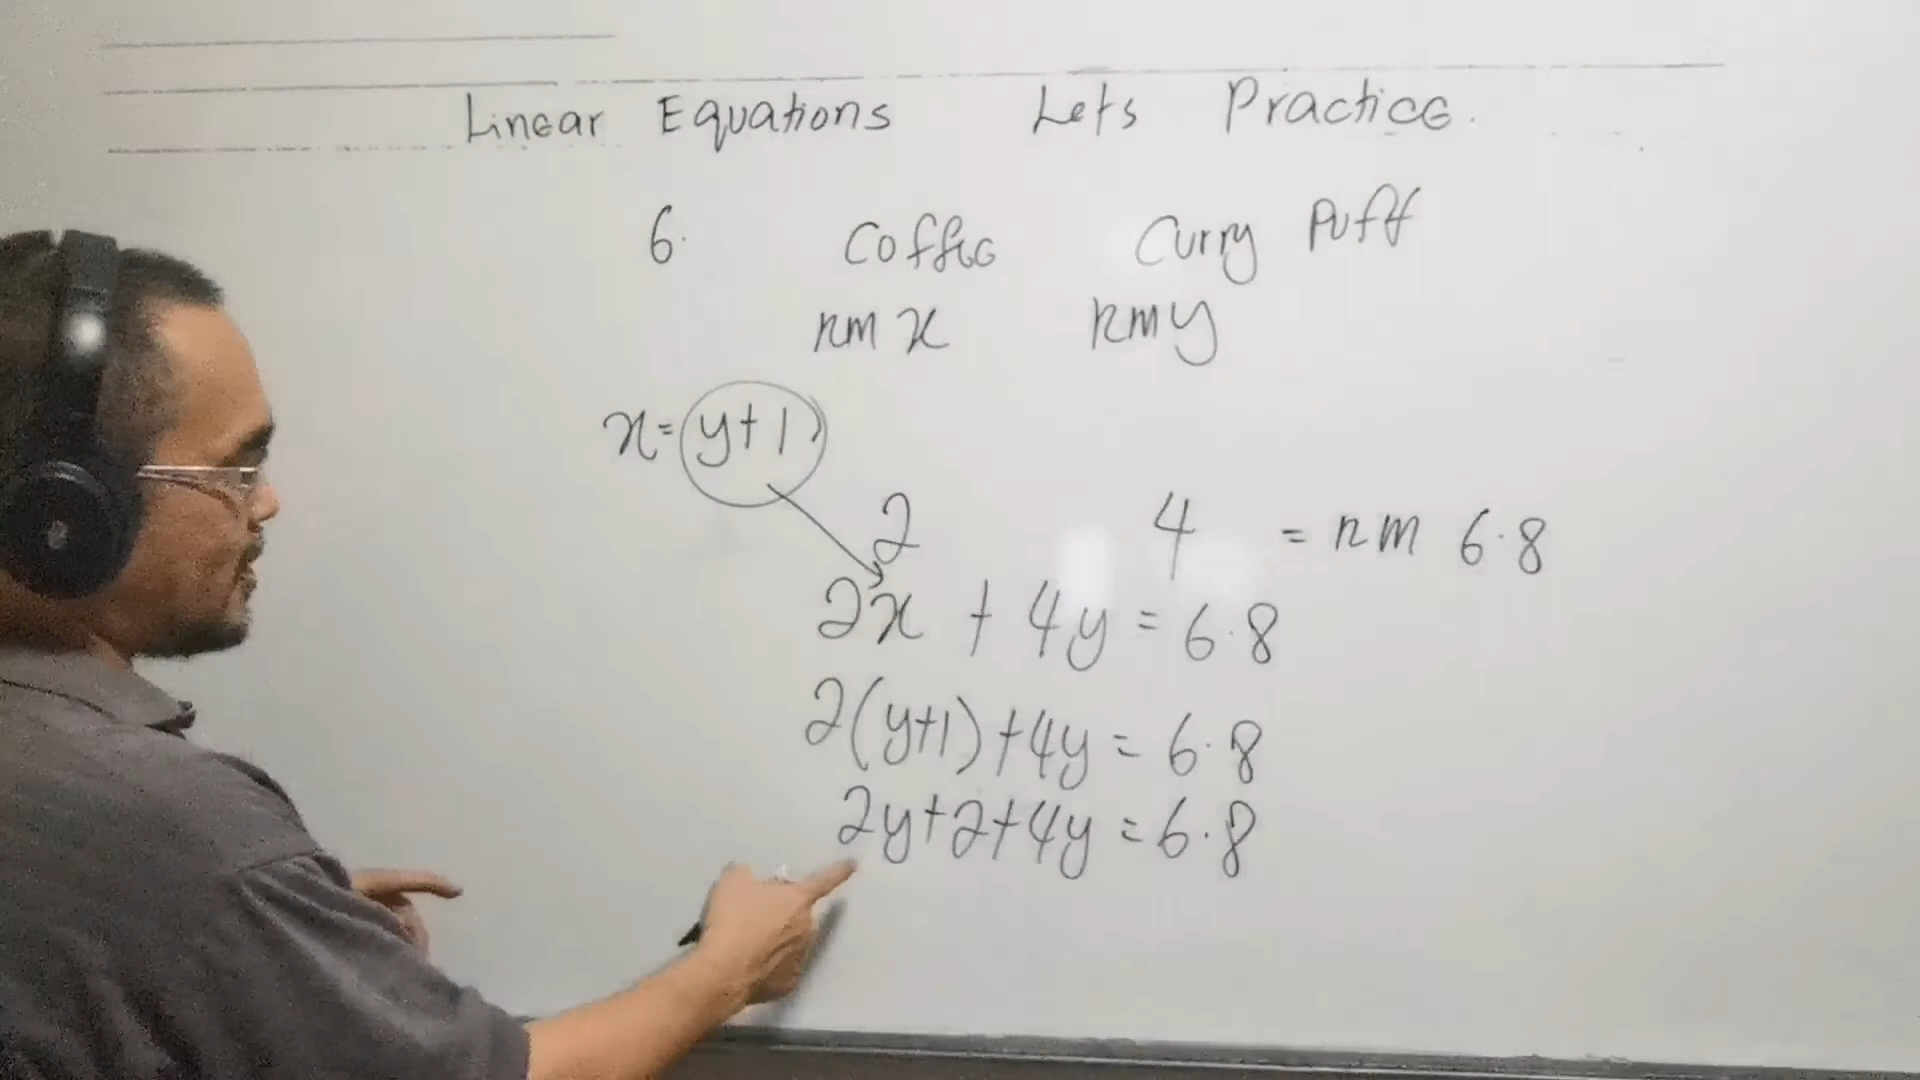 Linear Equations Lets Practice.
6. Coffee Curry Puff
RM x RM y
x = y+1
2 4 = RM 6.8
2x + 4y = 6.8
2(y+1) + 4y = 6.8
2y + 2 + 4y = 6.8